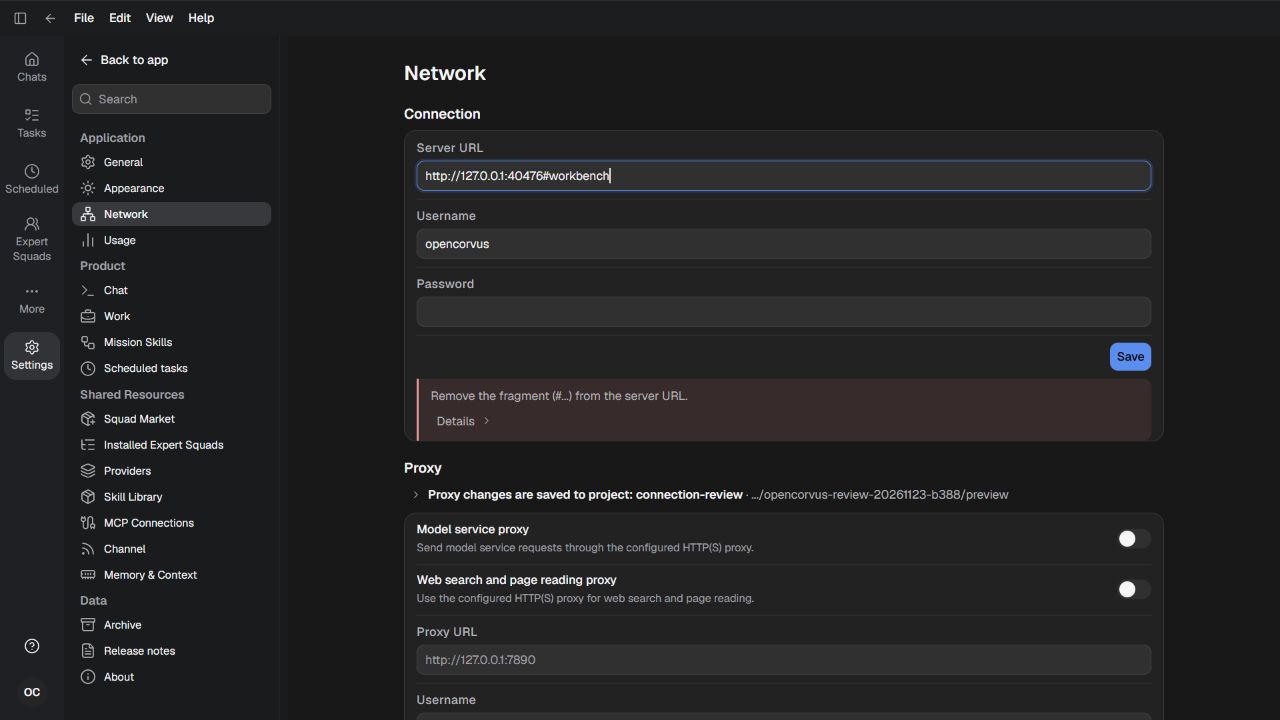 File Edit View Help
Chats
Tasks
Scheduled
Expert
Squads
More
Settings
OC
Back to app
Search
Application
General
Appearance
Network
Usage
Product
Chat
Work
Mission Skills
Scheduled tasks
Shared Resources
Squad Market
Installed Expert Squads
Providers
Skill Library
MCP Connections
Channel
Memory & Context
Data
Archive
Release notes
About
Network
Connection
Server URL
http://127.0.0.1:40476#workbench
Username
opencorvus
Password
Save
Remove the fragment (#...) from the server URL.
Details
Proxy
Proxy changes are saved to project: connection-review · .../opencorvus-review-20261123-b388/preview
Model service proxy
Send model service requests through the configured HTTP(S) proxy.
Web search and page reading proxy
Use the configured HTTP(S) proxy for web search and page reading.
Proxy URL
http://127.0.0.1:7890
Username